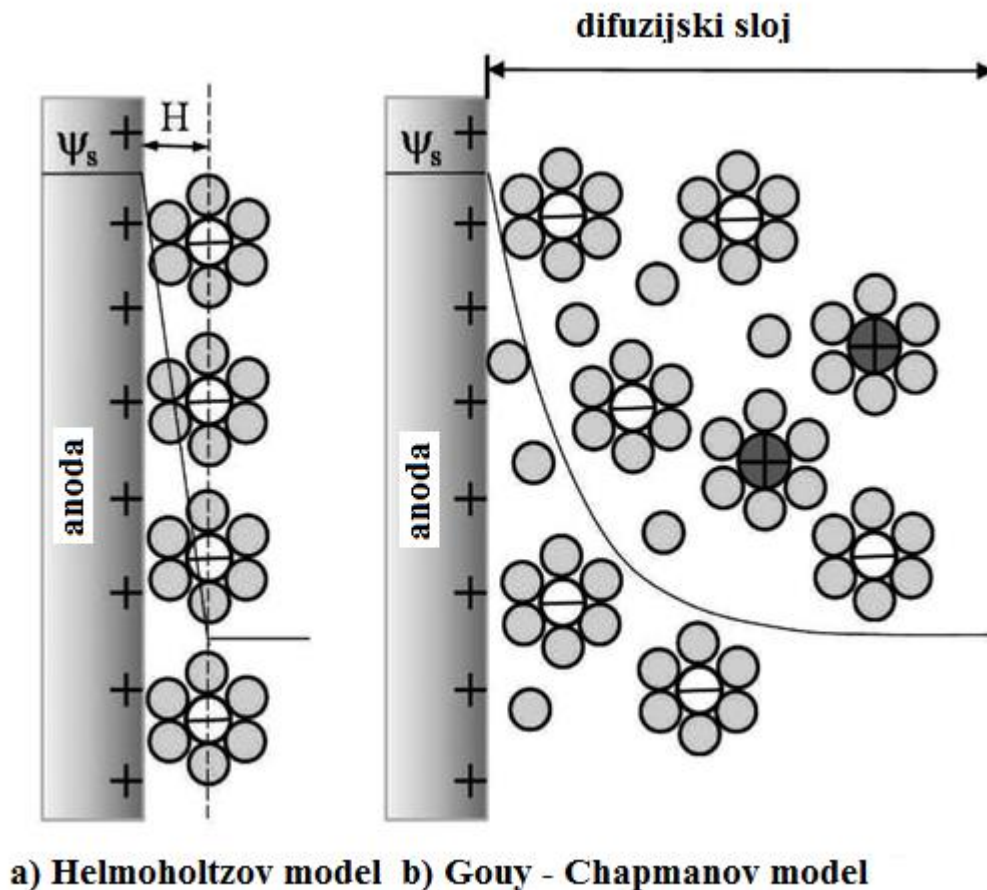 difuzijski sloj
H
Ψs
Ψs
anoda
anoda
a) Helmoholtzov model b) Gouy - Chapmanov model